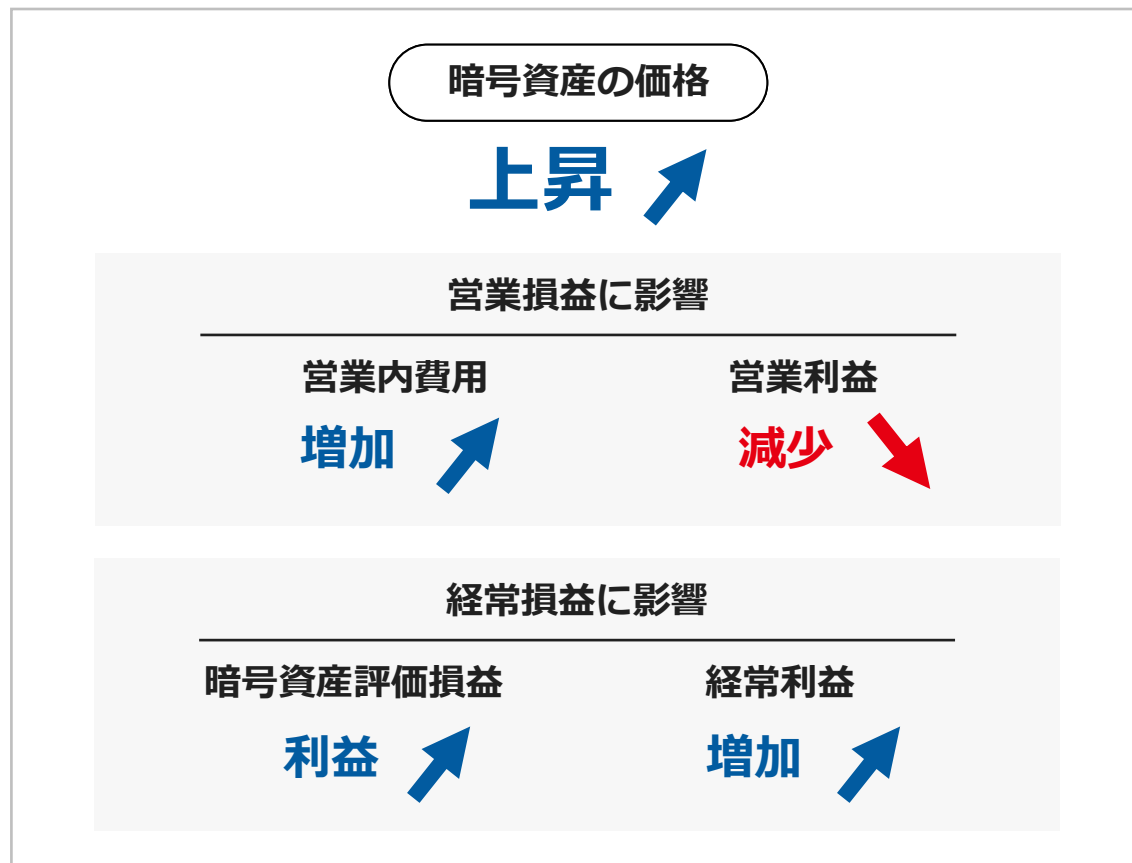 暗号資産の価格
上昇
営業損益に影響
営業内費用 営業利益
増加 減少
経常損益に影響
暗号資産評価損益 経常利益
利益 増加